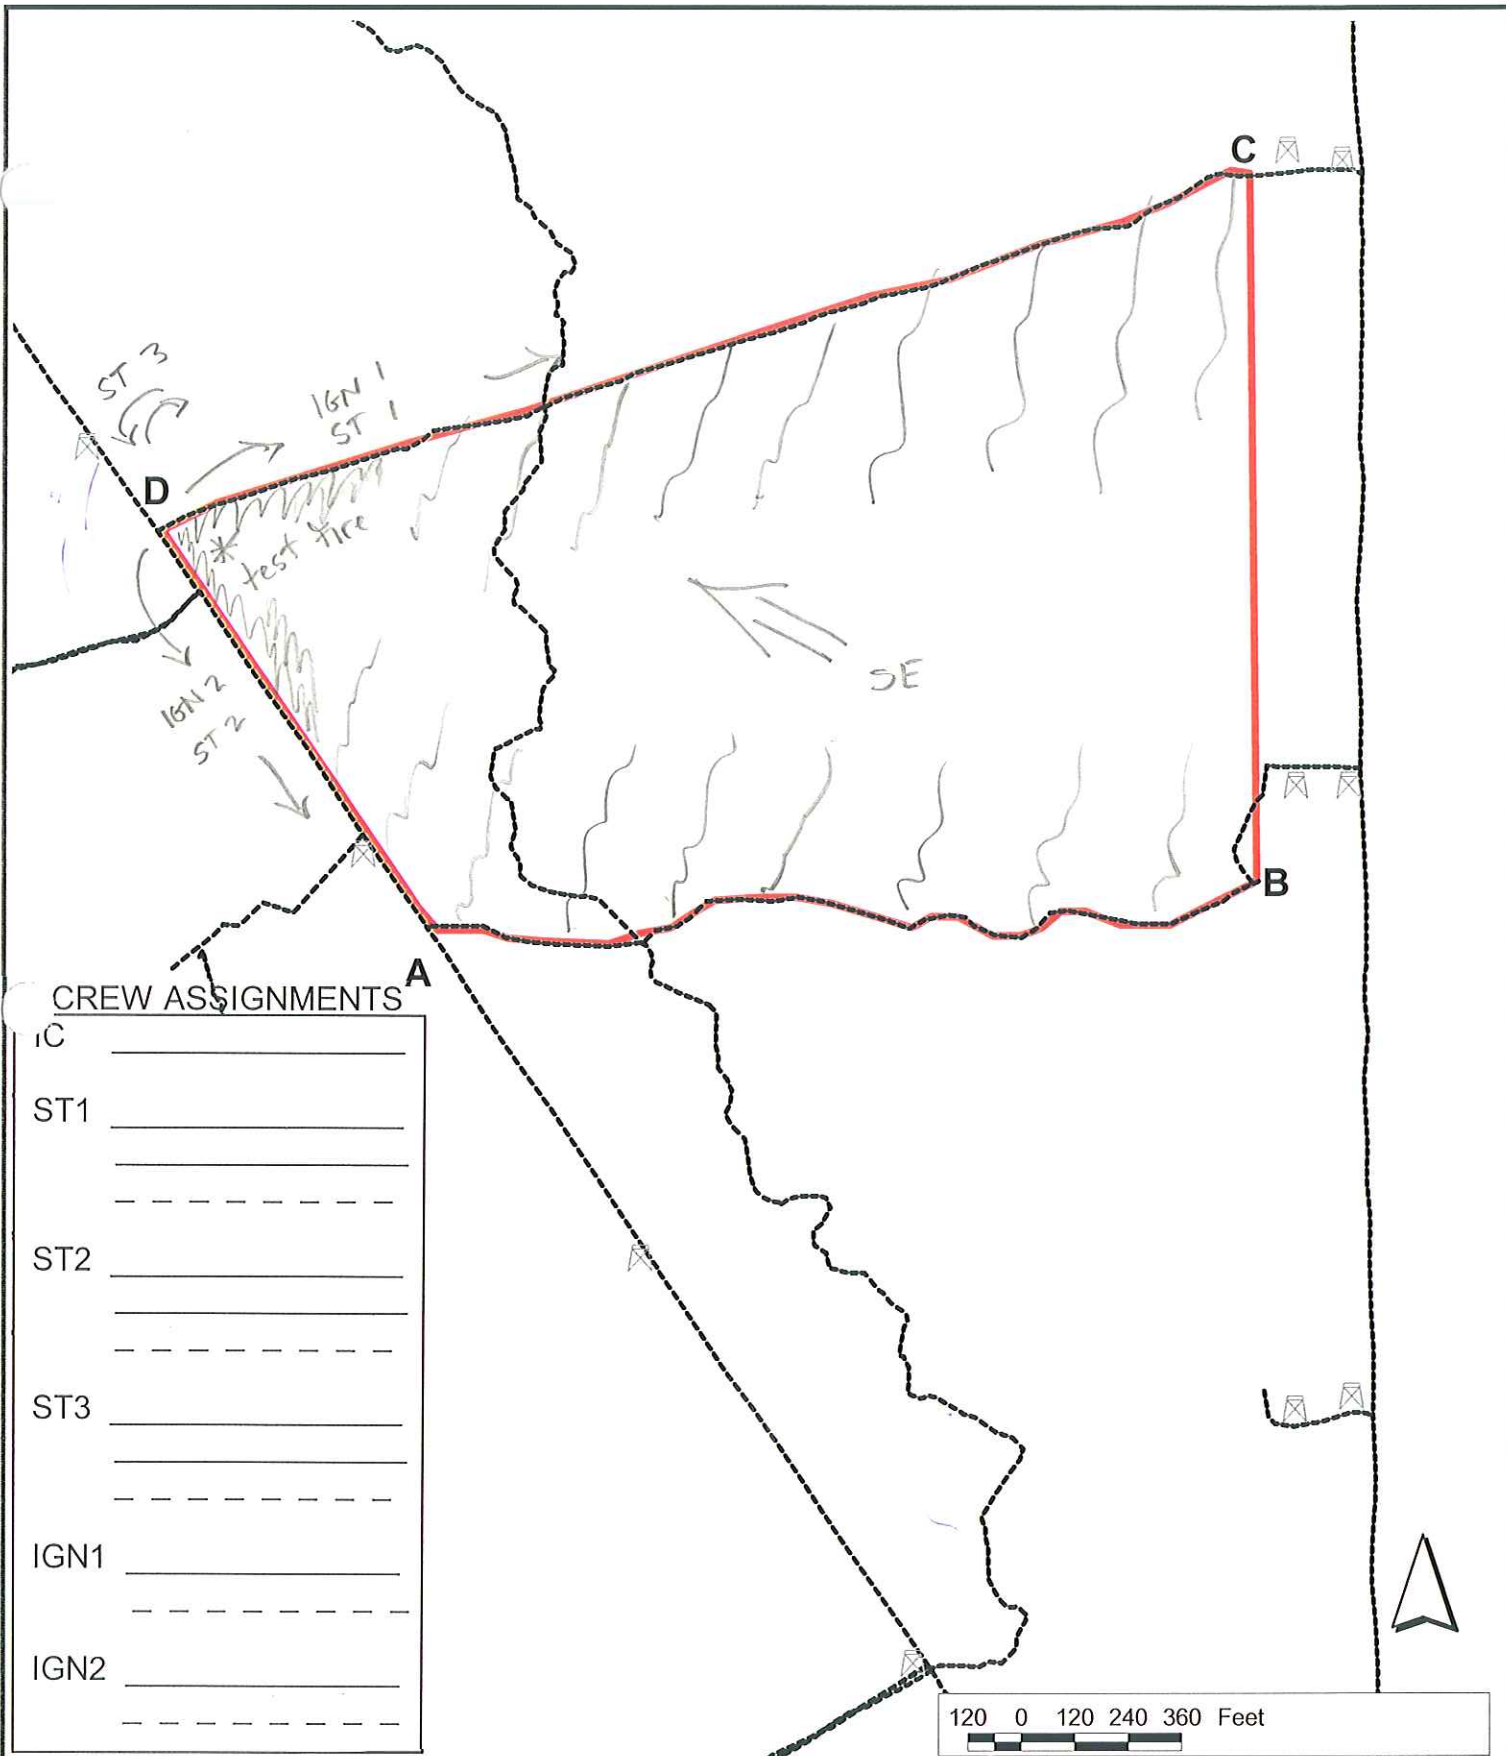 C
ST 3
IGN 1
ST 1
D
*
test fire
IGN 2
ST 2
SE
B
A
CREW ASSIGNMENTS
IC
ST1
ST2
ST3
IGN1
IGN2
120 0 120 240 360 Feet